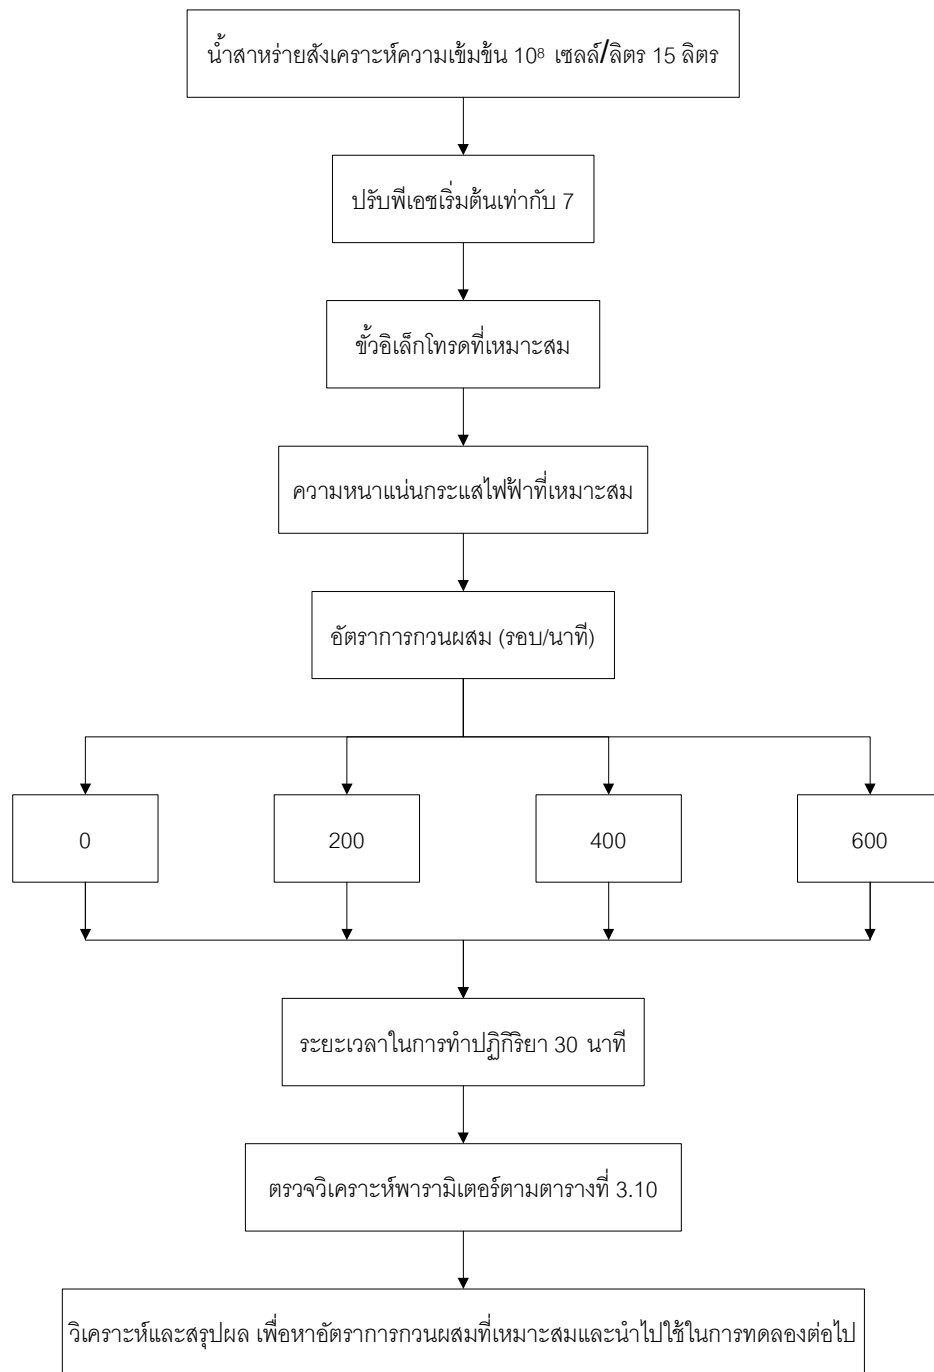 น้ำสาหร่ายสังเคราะห์ความเข้มข้น 10⁸ เซลล์/ลิตร 15 ลิตร
ปรับพีเอชเริ่มต้นเท่ากับ 7
ขั้วอิเล็กโทรดที่เหมาะสม
ความหนาแน่นกระแสไฟฟ้าที่เหมาะสม
อัตราการกวนผสม (รอบ/นาที)
0 200 400 600
ระยะเวลาในการทำปฏิกิริยา 30 นาที
ตรวจวิเคราะห์พารามิเตอร์ตามตารางที่ 3.10
วิเคราะห์และสรุปผล เพื่อหาอัตราการกวนผสมที่เหมาะสมและนำไปใช้ในการทดลองต่อไป